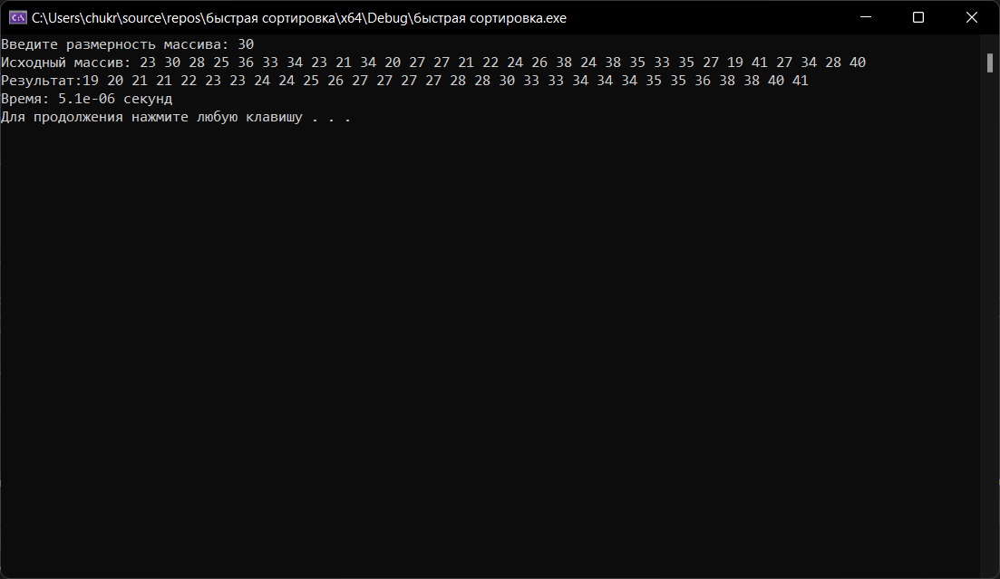 C:\Users\chukr\source\repos\быстрая сортировка\x64\Debug\быстрая сортировка.exe
Введите размерность массива: 30
Исходный массив: 23 30 28 25 36 33 34 23 21 34 20 27 27 21 22 24 26 38 24 38 35 33 35 27 19 41 27 34 28 40
Результат:19 20 21 21 22 23 23 24 24 25 26 27 27 27 27 28 28 30 33 33 34 34 34 35 35 36 38 38 40 41
Время: 5.1e-06 секунд
Для продолжения нажмите любую клавишу . . .